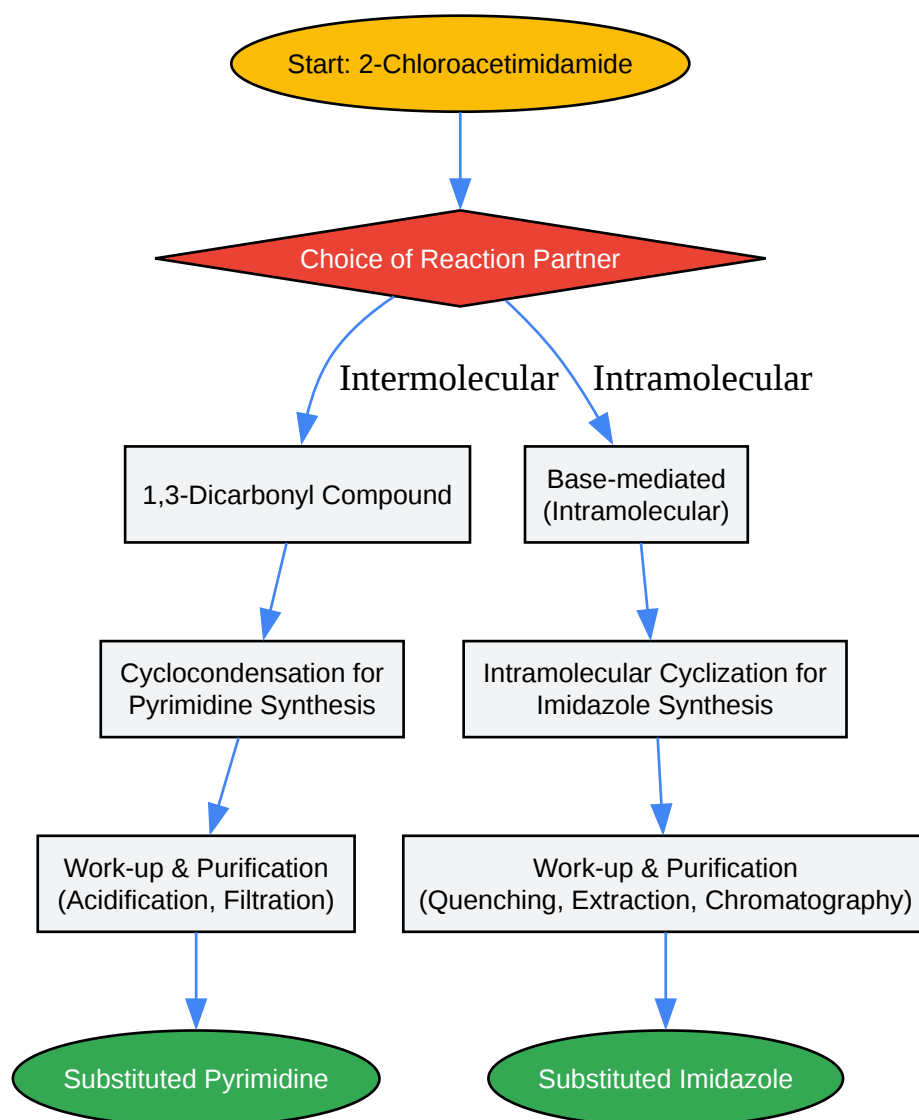 Start: 2-Chloroacetimidamide
Choice of Reaction Partner
Intermolecular
Intramolecular
1,3-Dicarbonyl Compound
Base-mediated
(Intramolecular)
Cyclocondensation for
Pyrimidine Synthesis
Intramolecular Cyclization for
Imidazole Synthesis
Work-up & Purification
(Acidification, Filtration)
Work-up & Purification
(Quenching, Extraction, Chromatography)
Substituted Pyrimidine
Substituted Imidazole